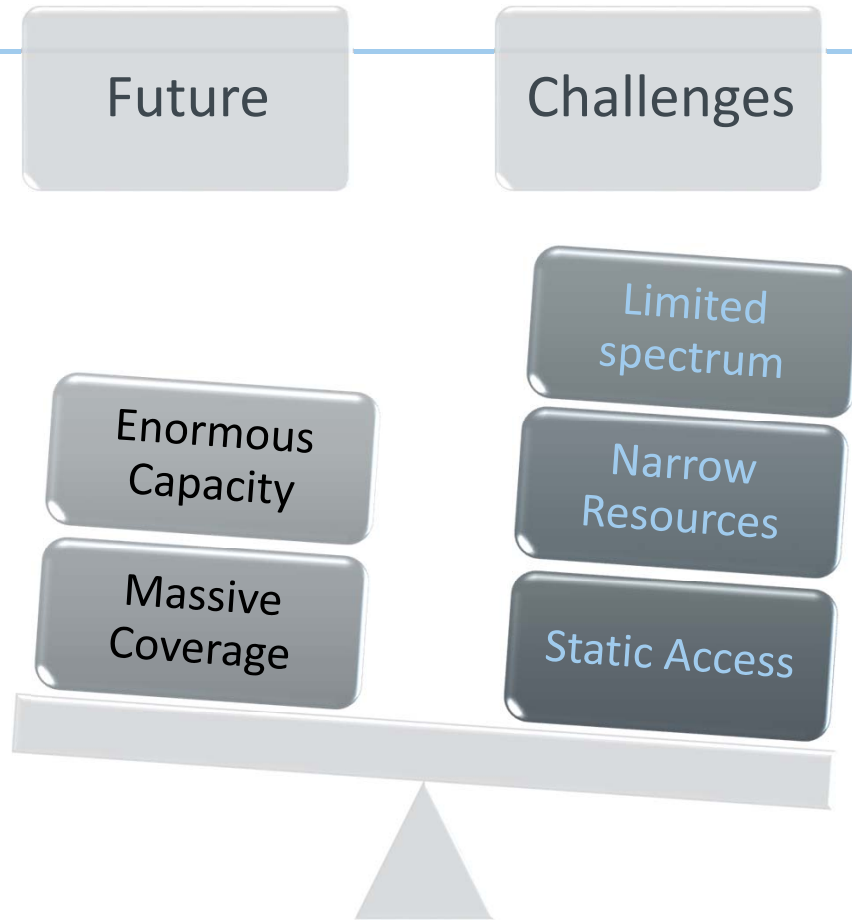 Future
Challenges
Enormous
Capacity
Massive
Coverage
Limited
spectrum
Narrow
Resources
Static Access